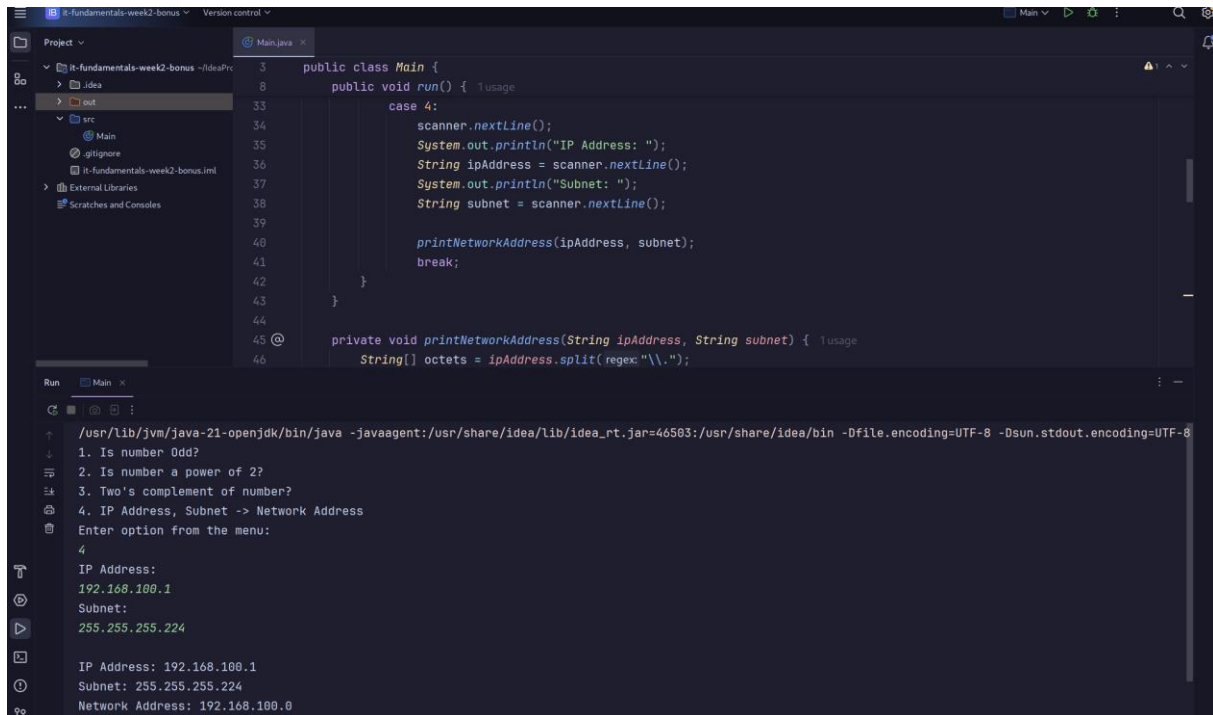 IB it-fundamentals-week2-bonus Version control Main
Project
Main.java
it-fundamentals-week2-bonus ~/IdeaPrc
.idea
out
src
Main
.gitignore
it-fundamentals-week2-bonus.iml
External Libraries
Scratches and Consoles
3 public class Main {
8 public void run() { 1 usage
33 case 4:
34 scanner.nextLine();
35 System.out.println("IP Address: ");
36 String ipAddress = scanner.nextLine();
37 System.out.println("Subnet: ");
38 String subnet = scanner.nextLine();
39
40 printNetworkAddress(ipAddress, subnet);
41 break;
42 }
43 }
44
45 @ private void printNetworkAddress(String ipAddress, String subnet) { 1 usage
46 String[] octets = ipAddress.split( regex: "\\.");
1
Run Main
/usr/lib/jvm/java-21-openjdk/bin/java -javaagent:/usr/share/idea/lib/idea_rt.jar=46503:/usr/share/idea/bin -Dfile.encoding=UTF-8 -Dsun.stdout.encoding=UTF-8
1. Is number Odd?
2. Is number a power of 2?
3. Two's complement of number?
4. IP Address, Subnet -> Network Address
Enter option from the menu:
4
IP Address:
192.168.100.1
Subnet:
255.255.255.224
IP Address: 192.168.100.1
Subnet: 255.255.255.224
Network Address: 192.168.100.0